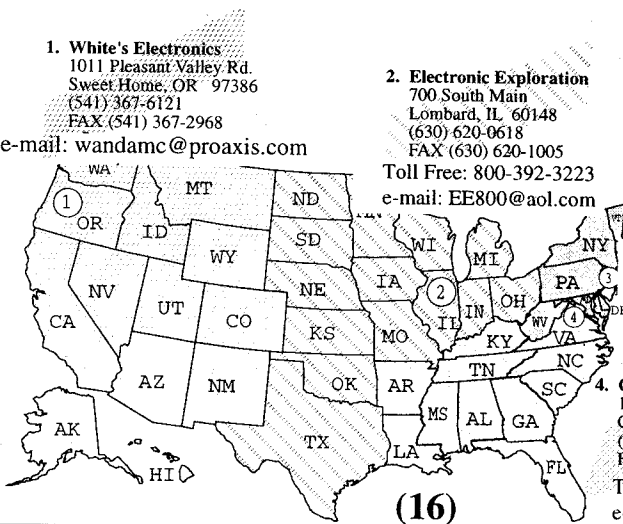 1. White's Electronics
1011 Pleasant Valley Rd.
Sweet Home, OR 97386
(541) 367-6121
FAX (541) 367-2968
e-mail: wandamc@proaxis.com
2. Electronic Exploration
700 South Main
Lombard, IL 60148
(630) 620-0618
FAX (630) 620-1005
Toll Free: 800-392-3223
e-mail: EE800@aol.com
WA
MT
ND
1
OR
ID
SD
WI
MI
NY
WY
NE
IA
2
PA
3
NV
UT
CO
IL
IN
OH
WV
4
CA
KS
MO
KY
VA
AZ
NM
OK
AR
TN
NC
SC
4.
AK
HI
TX
LA
MS
AL
GA
FL
(16)